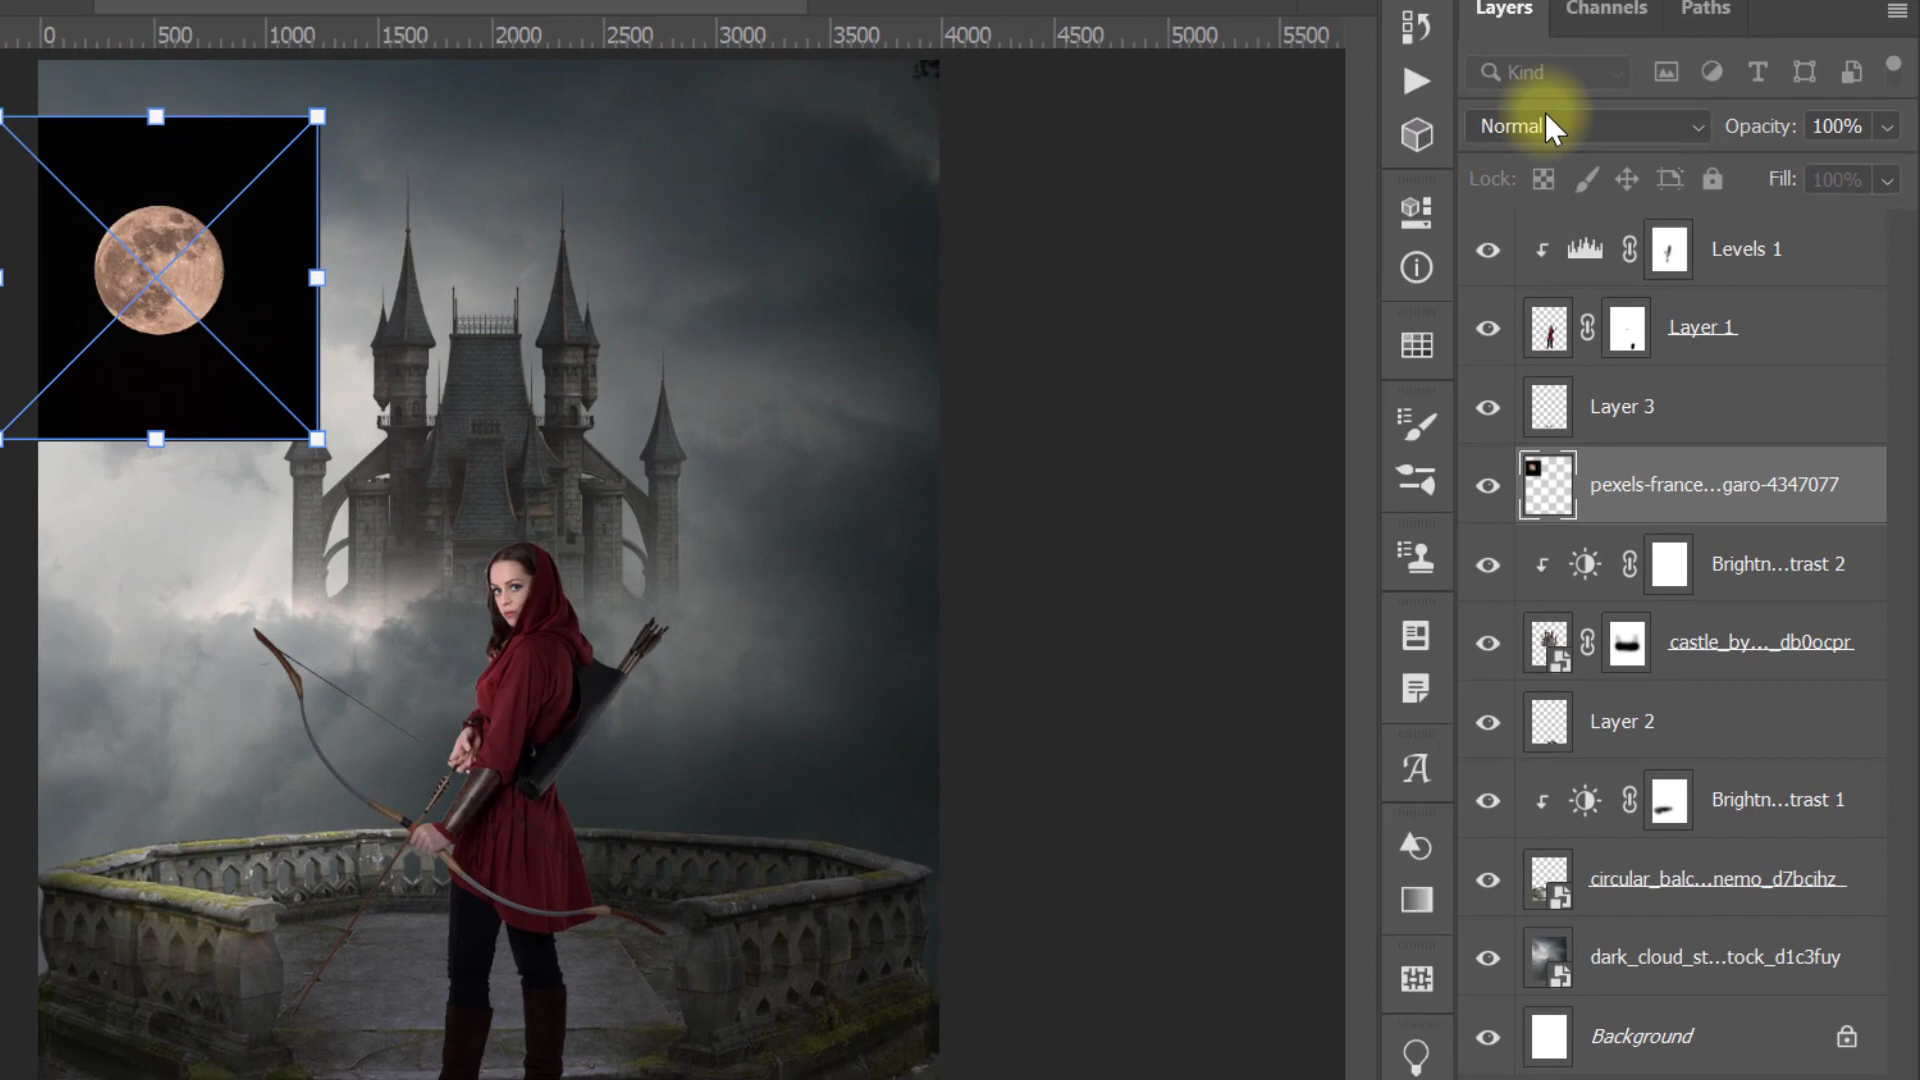 Layers Channels Paths
0 500 1000 1500 2000 2500 3000 3500 4000 4500 5000 5500
Kind
Normal Opacity: 100%
Lock: Fill: 100%
Levels 1
Layer 1
Layer 3
pexels-france...garo-4347077
Brightn...trast 2
castle_by..._db0ocpr
Layer 2
Brightn...trast 1
circular_balc...nemo_d7bcihz
dark_cloud_st...tock_d1c3fuy
Background